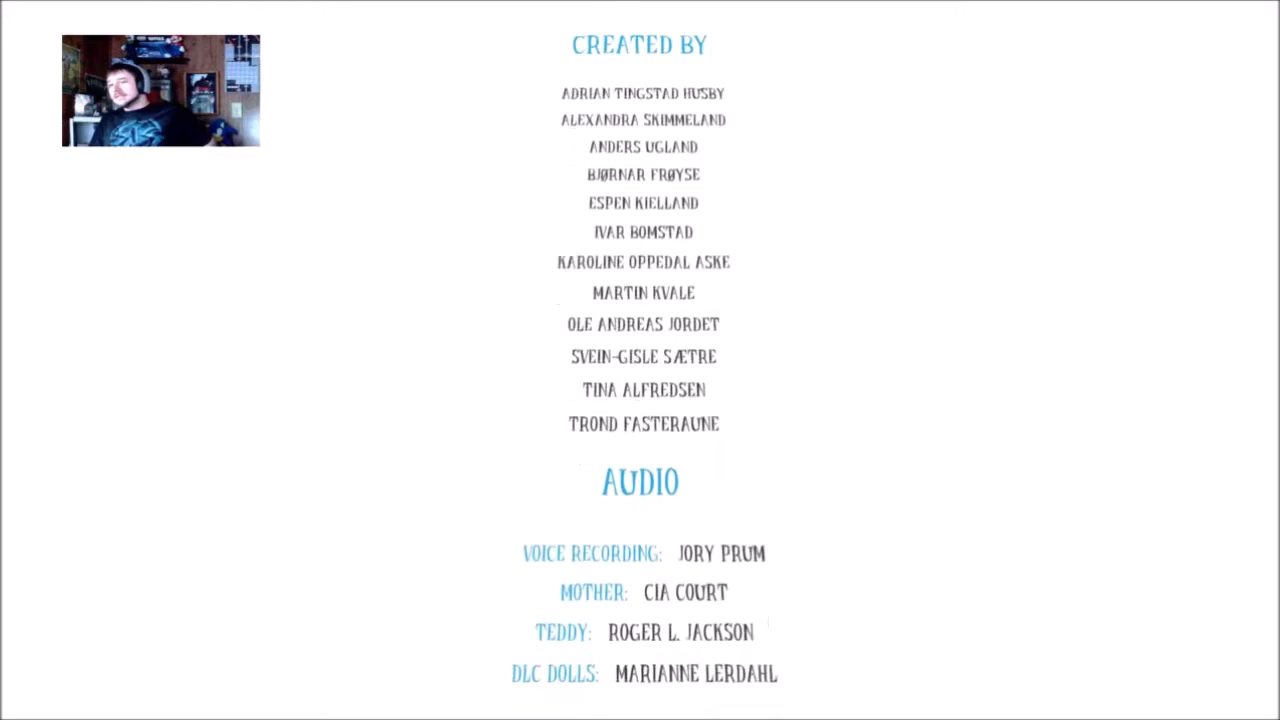 CREATED BY
ADRIAN TINGSTAD HUSBY
ALEXANDRA SKIMMELAND
ANDERS UGLAND
BJØRNAR FRØYSE
ESPEN KIELLAND
IVAR BOMSTAD
KAROLINE OPPEDAL ASKE
MARTIN KVALE
OLE ANDREAS JORDET
SVEIN-GISLE SÆTRE
TINA ALFREDSEN
TROND FASTERAUNE
AUDIO
VOICE RECORDING: JORY PRUM
MOTHER: CIA COURT
TEDDY: ROGER L. JACKSON
DLC DOLLS: MARIANNE LERDAHL